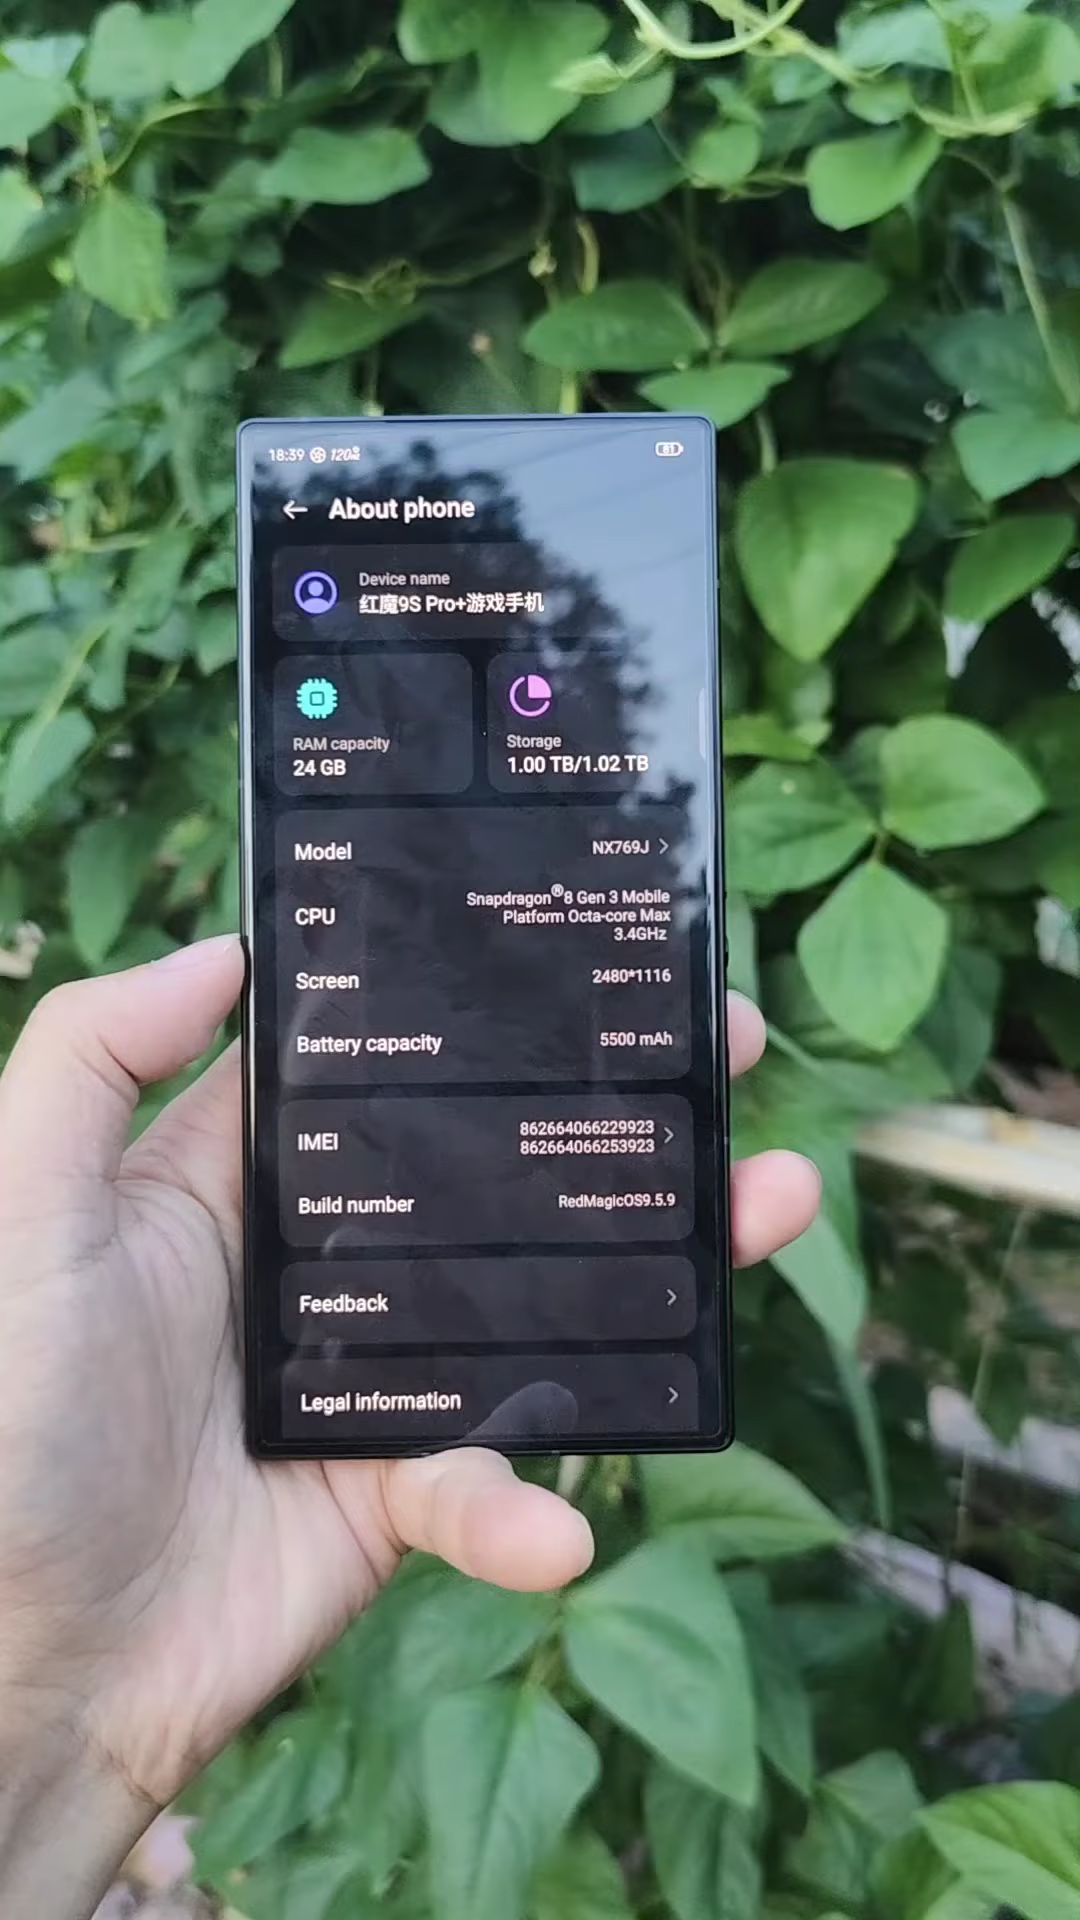 18:39 120Hz 61
About phone
Device name
红魔9S Pro+游戏手机
RAM capacity
24 GB
Storage
1.00 TB/1.02 TB
Model
NX769J
CPU
Snapdragon®8 Gen 3 Mobile
Platform Octa-core Max
3.4GHz
Screen
2480*1116
Battery capacity
5500 mAh
IMEI
862664066229923
862664066253923
Build number
RedMagicOS9.5.9
Feedback
Legal information